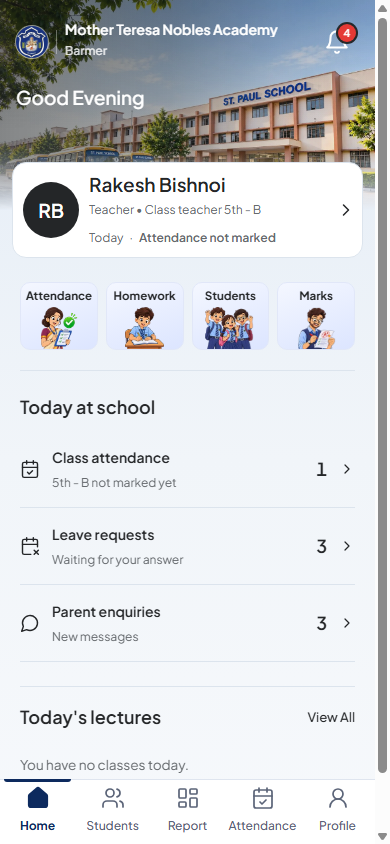 Mother Teresa Nobles Academy
Barmer
4
Good Evening
ST. PAUL SCHOOL
RB
Rakesh Bishnoi
Teacher • Class teacher 5th - B
Today · Attendance not marked
Attendance
Homework
Students
Marks
Today at school
Class attendance
5th - B not marked yet
1
Leave requests
Waiting for your answer
3
Parent enquiries
New messages
3
Today's lectures
View All
You have no classes today.
Home
Students
Report
Attendance
Profile